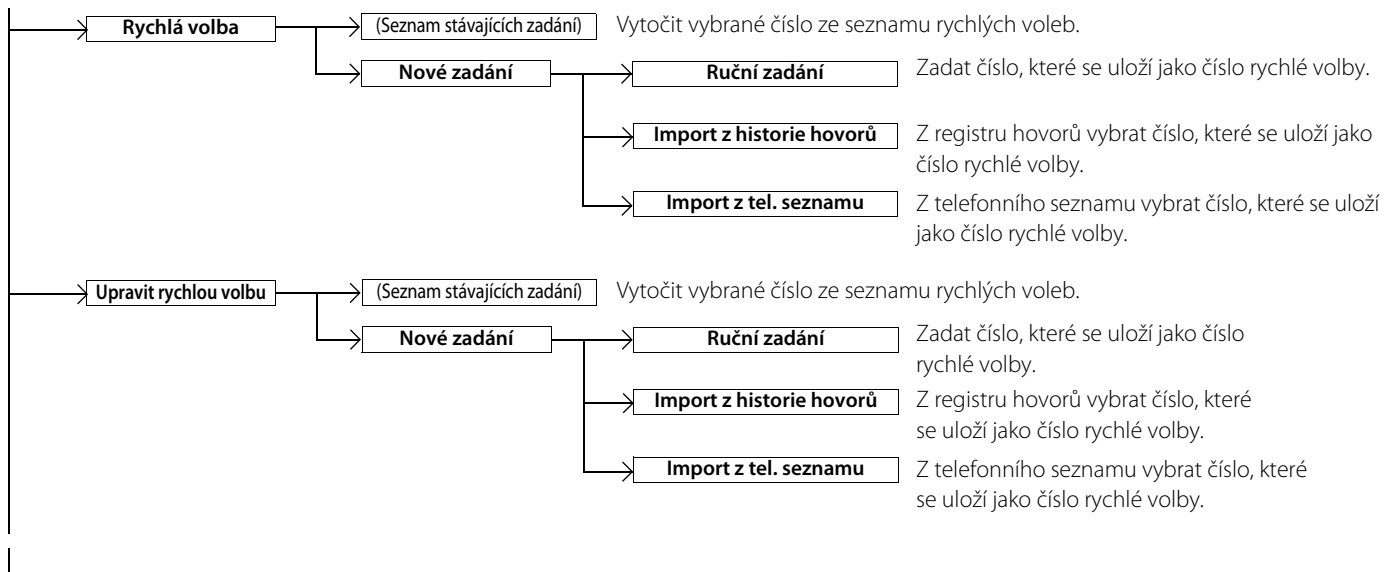 Rychlá volba
(Seznam stávajících zadání)
Vytočit vybrané číslo ze seznamu rychlých voleb.
Nové zadání
Ruční zadání
Zadat číslo, které se uloží jako číslo rychlé volby.
Import z historie hovorů
Z registru hovorů vybrat číslo, které se uloží jako
číslo rychlé volby.
Import z tel. seznamu
Z telefonního seznamu vybrat číslo, které se uloží
jako číslo rychlé volby.
Upravit rychlou volbu
(Seznam stávajících zadání)
Vytočit vybrané číslo ze seznamu rychlých voleb.
Nové zadání
Ruční zadání
Zadat číslo, které se uloží jako číslo
rychlé volby.
Import z historie hovorů
Z registru hovorů vybrat číslo, které
se uloží jako číslo rychlé volby.
Import z tel. seznamu
Z telefonního seznamu vybrat číslo, které
se uloží jako číslo rychlé volby.